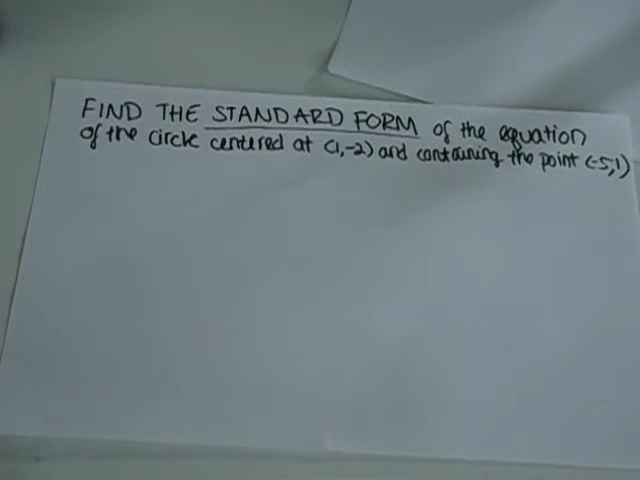 FIND THE STANDARD FORM of the equation
of the circle centered at (1,-2) and containing the point (-5,1)